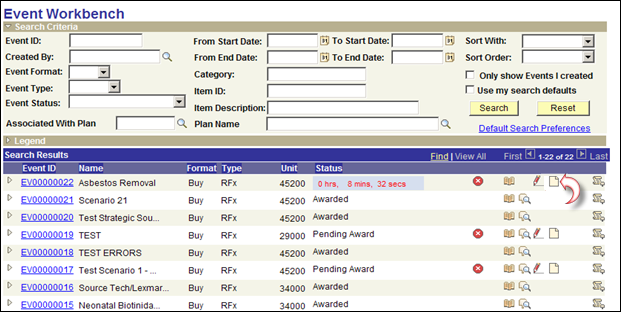 Event Workbench
Search Criteria
Event ID: From Start Date: To Start Date: Sort With:
Created By: From End Date: To End Date: Sort Order:
Event Format: Category: Only show Events I created
Event Type: Item ID: Use my search defaults
Event Status: Item Description: Search Reset
Associated With Plan Plan Name Default Search Preferences
Legend
Search Results Find | View All First 1-22 of 22 Last
Event ID Name Format Type Unit Status
EV00000022 Asbestos Removal Buy RFx 45200 0 hrs, 8 mins, 32 secs
EV00000021 Scenario 21 Buy RFx 45200 Awarded
EV00000020 Test Strategic Sou... Buy RFx 45200 Awarded
EV00000019 TEST Buy RFx 29000 Pending Award
EV00000018 TEST ERRORS Buy RFx 45200 Awarded
EV00000017 Test Scenario 1 - ... Buy RFx 45200 Pending Award
EV00000016 Source Tech/Lexmar... Buy RFx 34000 Awarded
EV00000015 Neonatal Biotinida... Buy RFx 34000 Awarded